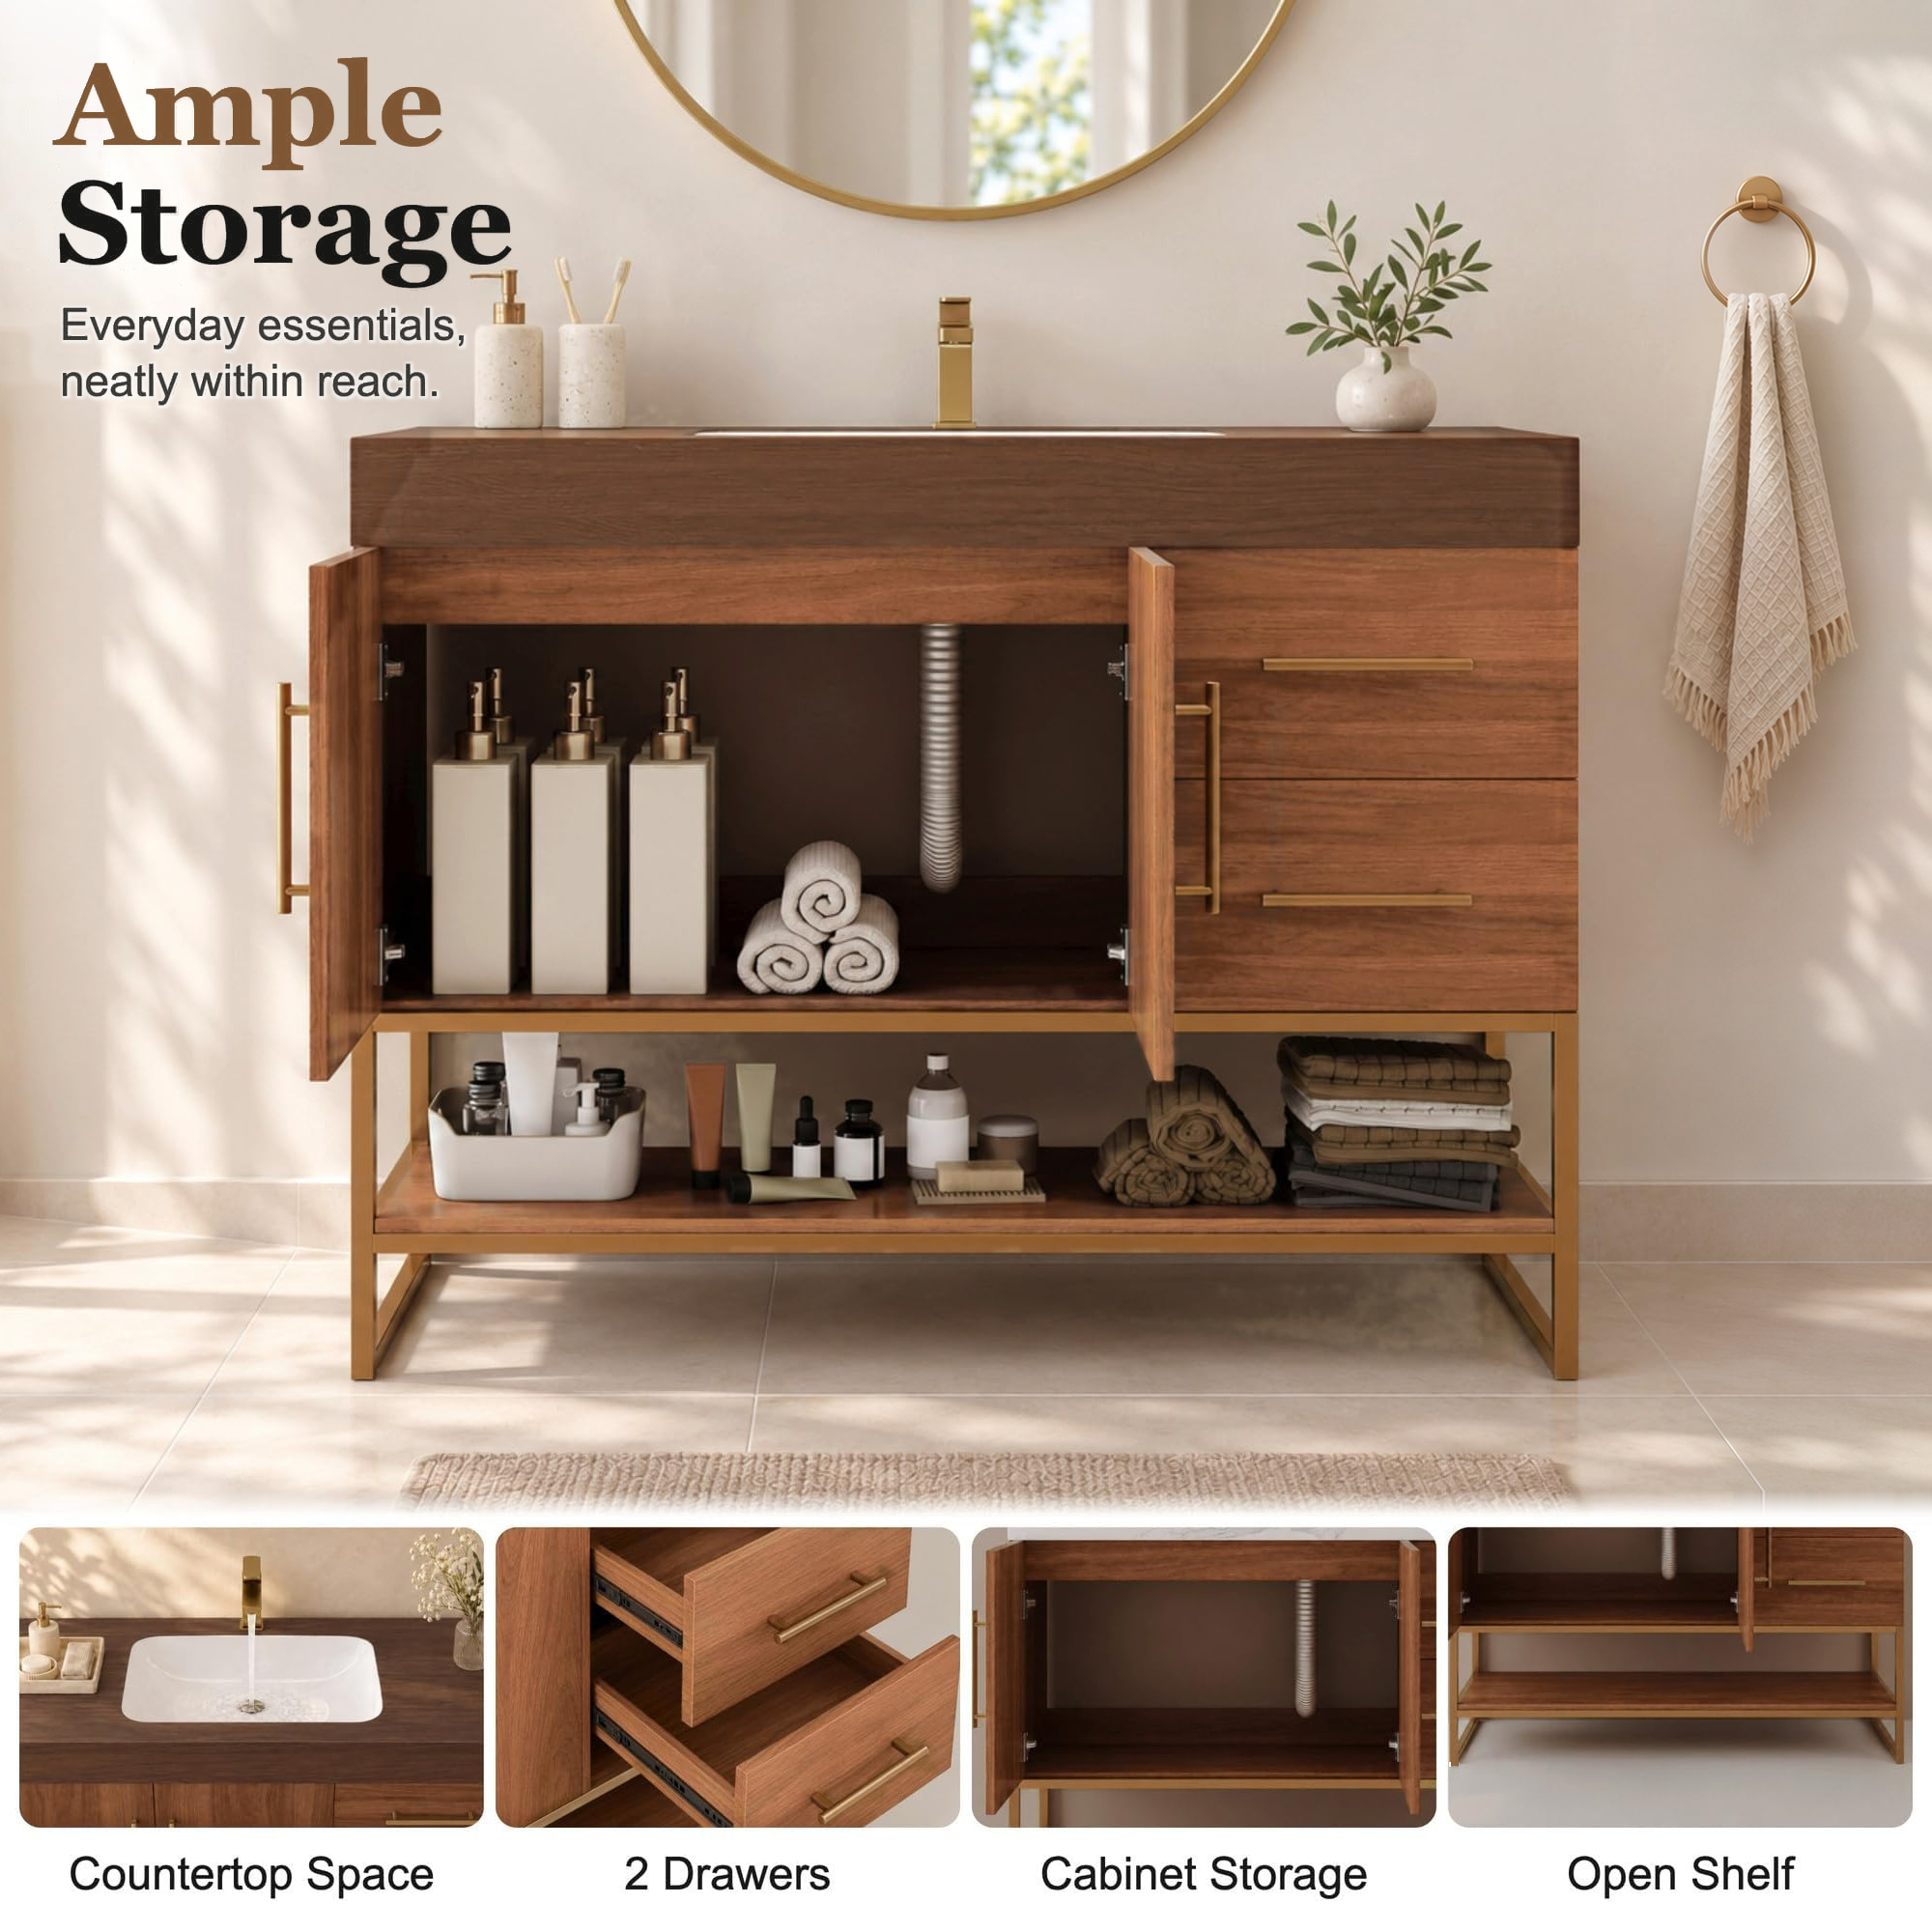 Ample
Storage
Everyday essentials,
neatly within reach.
Countertop Space
2 Drawers
Cabinet Storage
Open Shelf